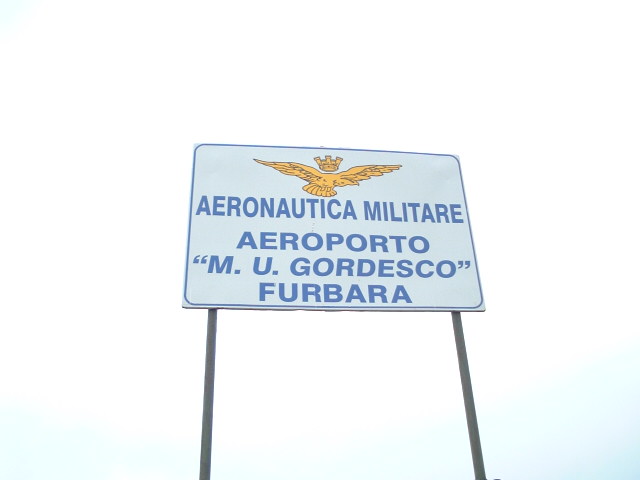 AERONAUTICA MILITARE
AEROPORTO
“M. U. GORDESCO”
FURBARA